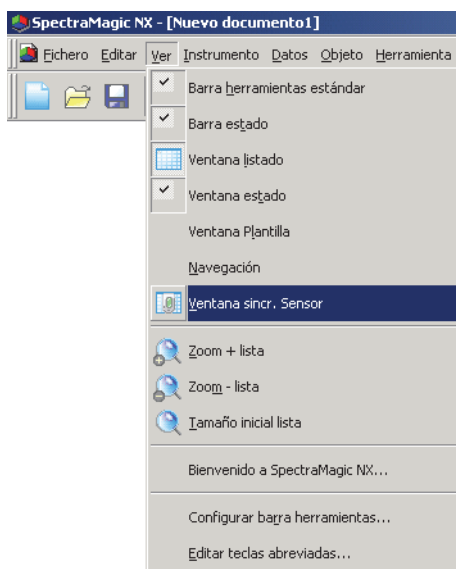 SpectraMagic NX - [Nuevo documento1]
Fichero Editar Ver Instrumento Datos Objeto Herramienta
Barra herramientas estándar
Barra estado
Ventana listado
Ventana estado
Ventana Plantilla
Navegación
Ventana sincr. Sensor
Zoom + lista
Zoom - lista
Tamaño inicial lista
Bienvenido a SpectraMagic NX...
Configurar barra herramientas...
Editar teclas abreviadas...